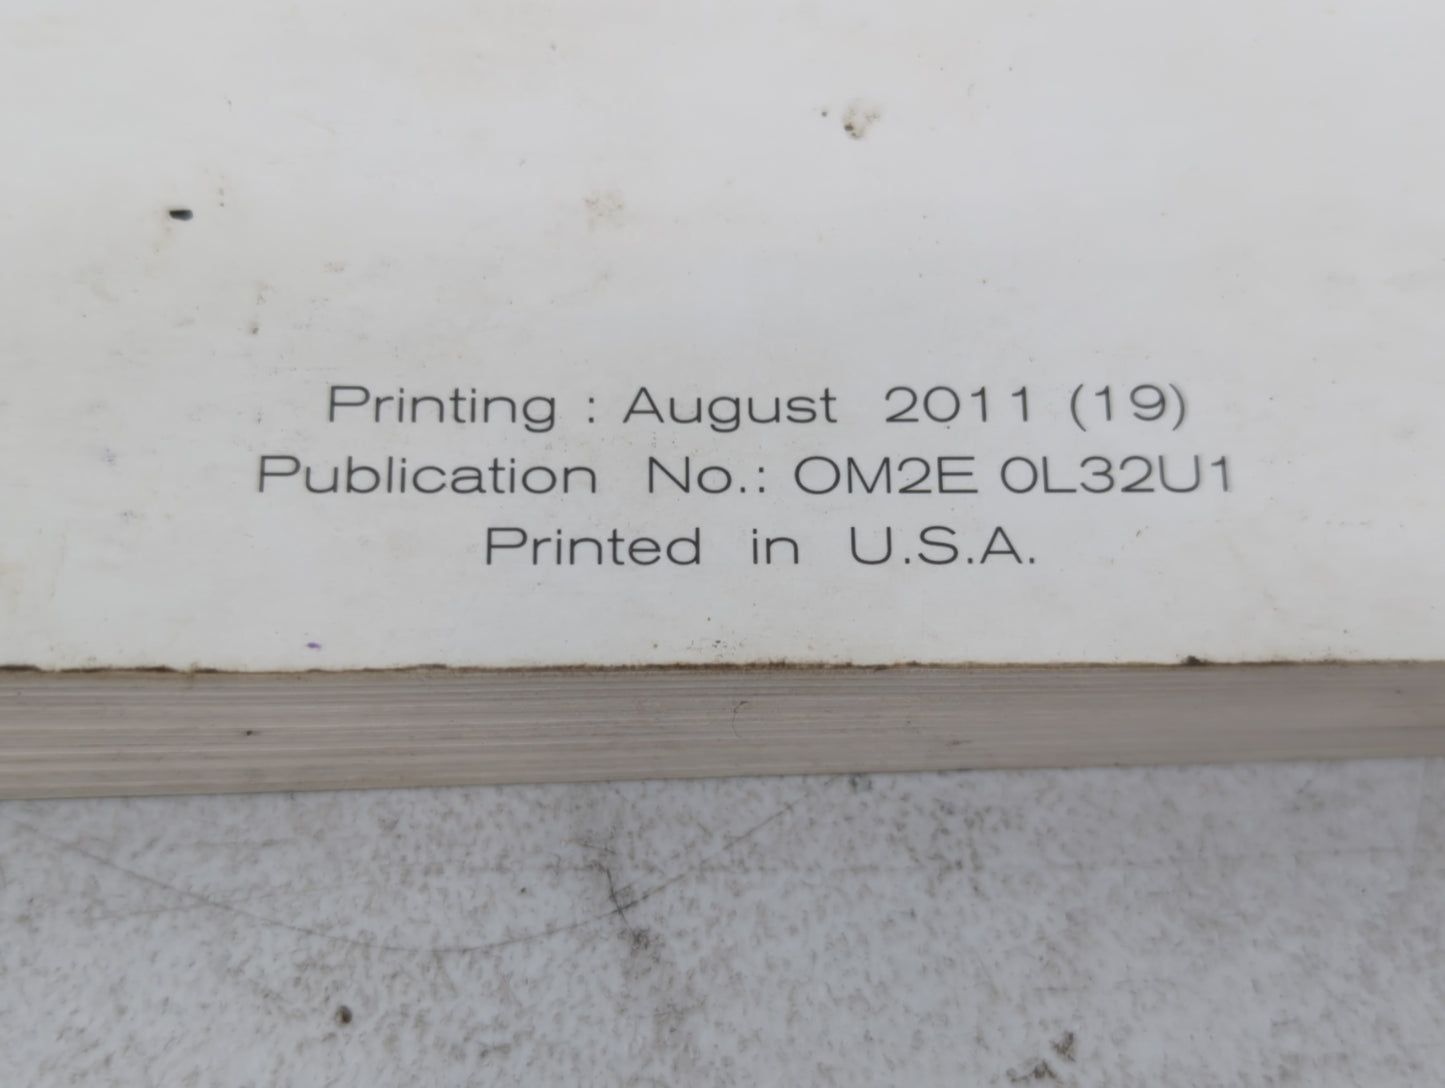 Printing : August 2011 (19)
Publication No.: OM2E 0L32U1
Printed in U.S.A.